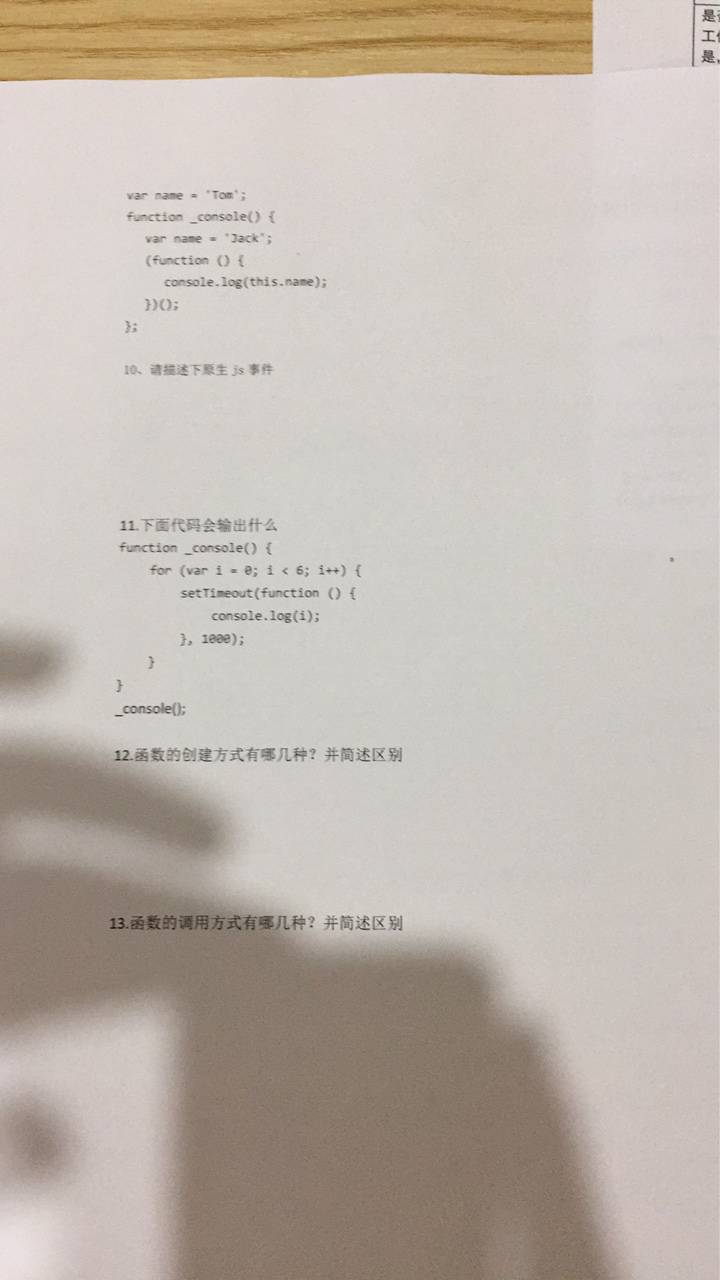 是
工作
是,
var name = 'Tom';
function _console() {
var name = 'Jack';
(function () {
console.log(this.name);
})();
};
10、请描述下原生 js 事件
11.下面代码会输出什么
function _console() {
for (var i = 0; i < 6; i++) {
setTimeout(function () {
console.log(i);
}, 1000);
}
}
_console();
12.函数的创建方式有哪几种？并简述区别
13.函数的调用方式有哪几种？并简述区别